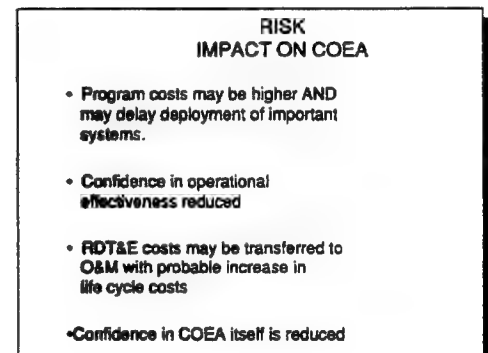 RISK
IMPACT ON COEA
• Program costs may be higher AND
may delay deployment of important
systems.
• Confidence in operational
effectiveness reduced
• RDT&E costs may be transferred to
O&M with probable increase in
life cycle costs
•Confidence in COEA itself is reduced